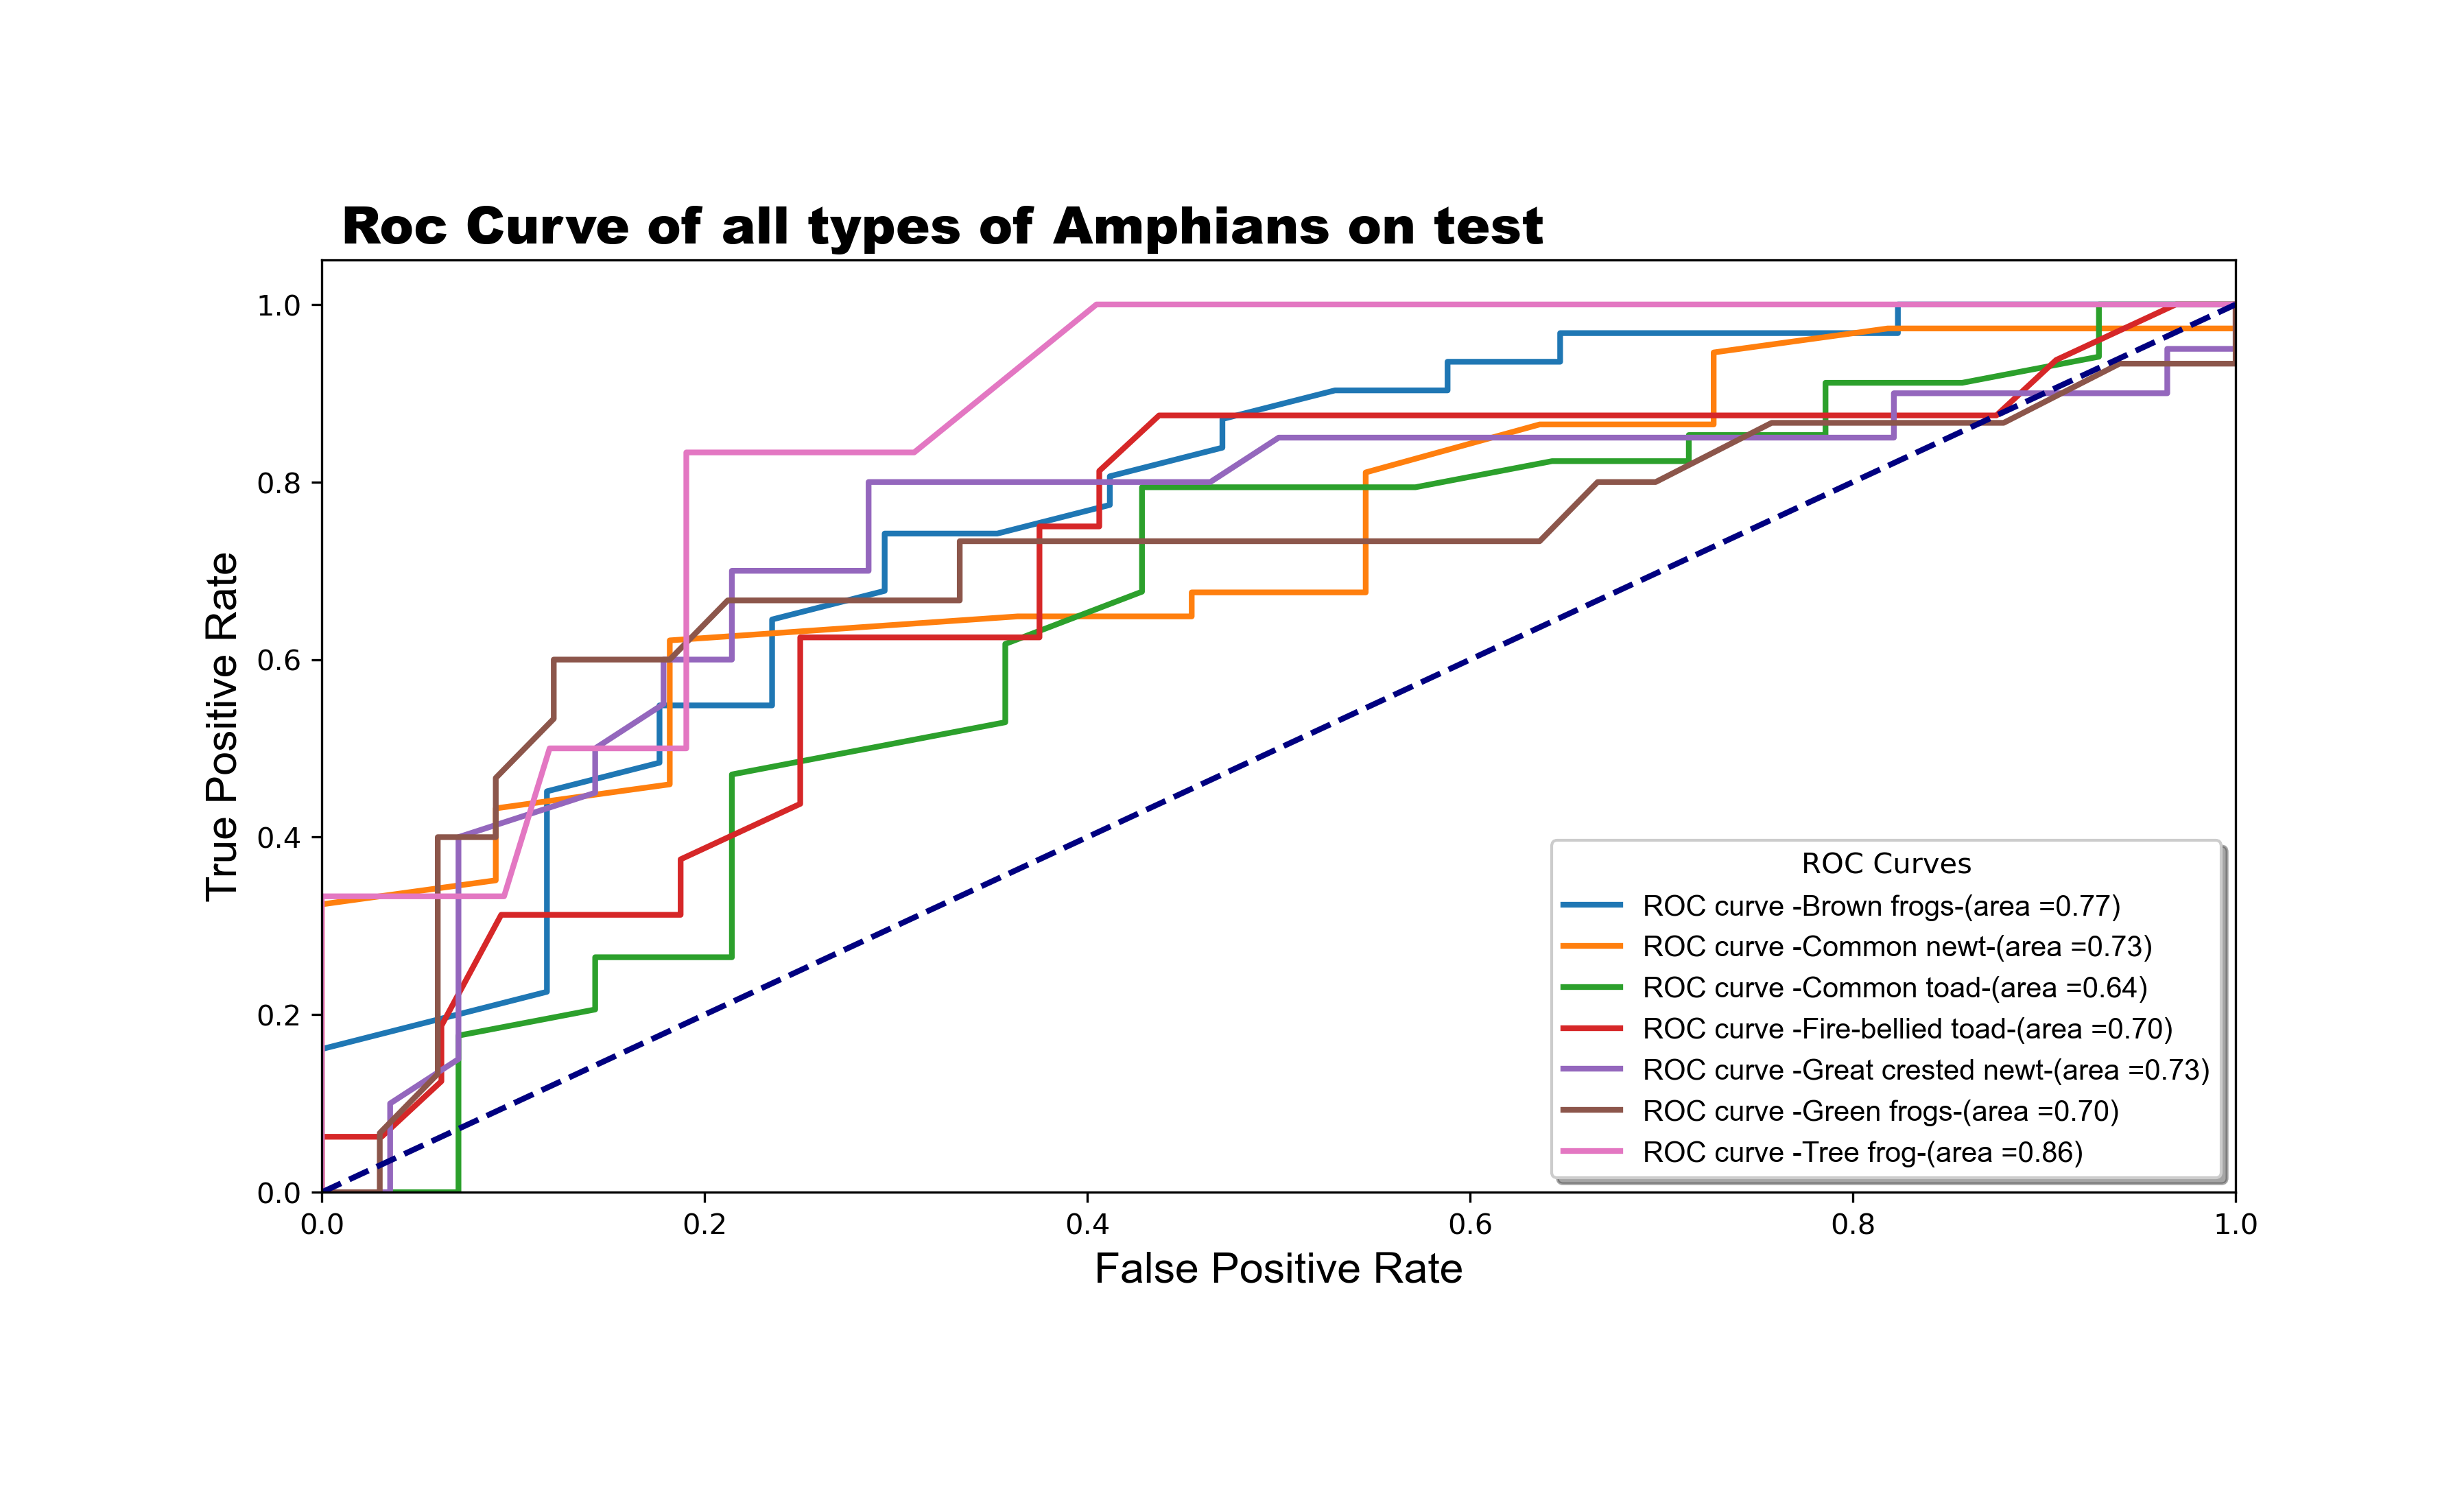 Roc Curve of all types of Amphians on test
True Positive Rate
1.0
0.8
0.6
0.4
0.2
0.0
0.0 0.2 0.4 0.6 0.8 1.0
False Positive Rate
ROC Curves
ROC curve -Brown frogs-(area =0.77)
ROC curve -Common newt-(area =0.73)
ROC curve -Common toad-(area =0.64)
ROC curve -Fire-bellied toad-(area =0.70)
ROC curve -Great crested newt-(area =0.73)
ROC curve -Green frogs-(area =0.70)
ROC curve -Tree frog-(area =0.86)